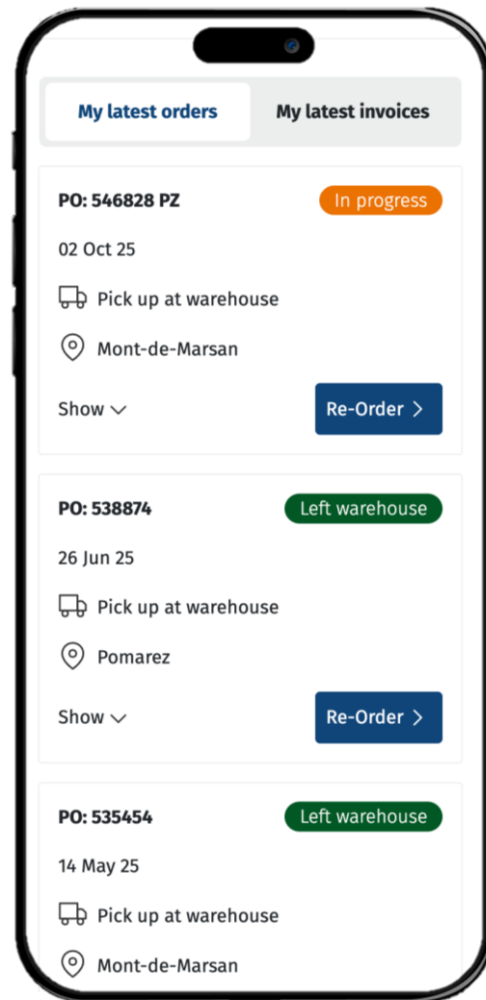 My latest orders My latest invoices
PO: 546828 PZ In progress
02 Oct 25
Pick up at warehouse
Mont-de-Marsan
Show Re-Order
PO: 538874 Left warehouse
26 Jun 25
Pick up at warehouse
Pomarez
Show Re-Order
PO: 535454 Left warehouse
14 May 25
Pick up at warehouse
Mont-de-Marsan